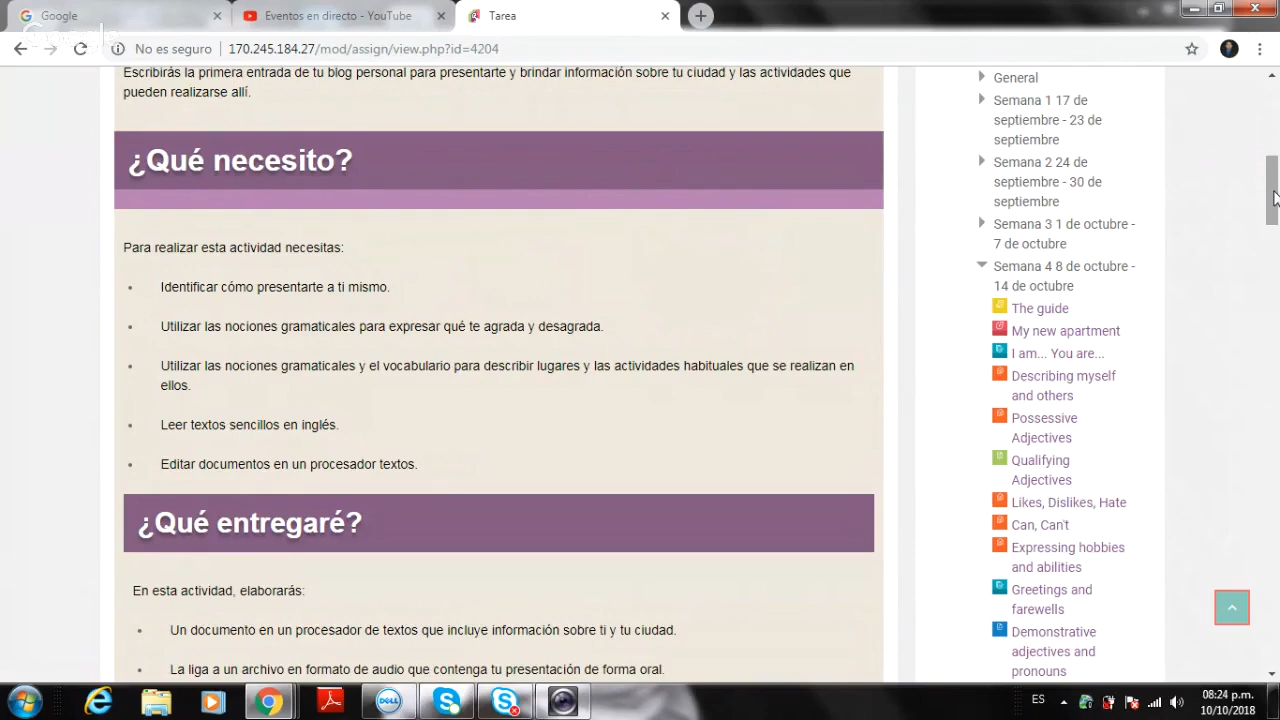 Google
Eventos en directo - YouTube
Tarea
No es seguro
170.245.184.27/mod/assign/view.php?id=4204
Escribirás la primera entrada de tu blog personal para presentarte y brindar información sobre tu ciudad y las actividades que
pueden realizarse allí.
¿Qué necesito?
Para realizar esta actividad necesitas:
Identificar cómo presentarte a ti mismo.
Utilizar las nociones gramaticales para expresar qué te agrada y desagrada.
Utilizar las nociones gramaticales y el vocabulario para describir lugares y las actividades habituales que se realizan en
ellos.
Leer textos sencillos en inglés.
Editar documentos en un procesador textos.
¿Qué entregaré?
En esta actividad, elaborarás:
Un documento en un procesador de textos que incluye información sobre ti y tu ciudad.
La liga a un archivo en formato de audio que contenga tu presentación de forma oral.
General
Semana 1 17 de
septiembre - 23 de
septiembre
Semana 2 24 de
septiembre - 30 de
septiembre
Semana 3 1 de octubre -
7 de octubre
Semana 4 8 de octubre -
14 de octubre
The guide
My new apartment
I am... You are...
Describing myself
and others
Possessive
Adjectives
Qualifying
Adjectives
Likes, Dislikes, Hate
Can, Can't
Expressing hobbies
and abilities
Greetings and
farewells
Demonstrative
adjectives and
pronouns
DELL
ES
08:24 p.m.
10/10/2018